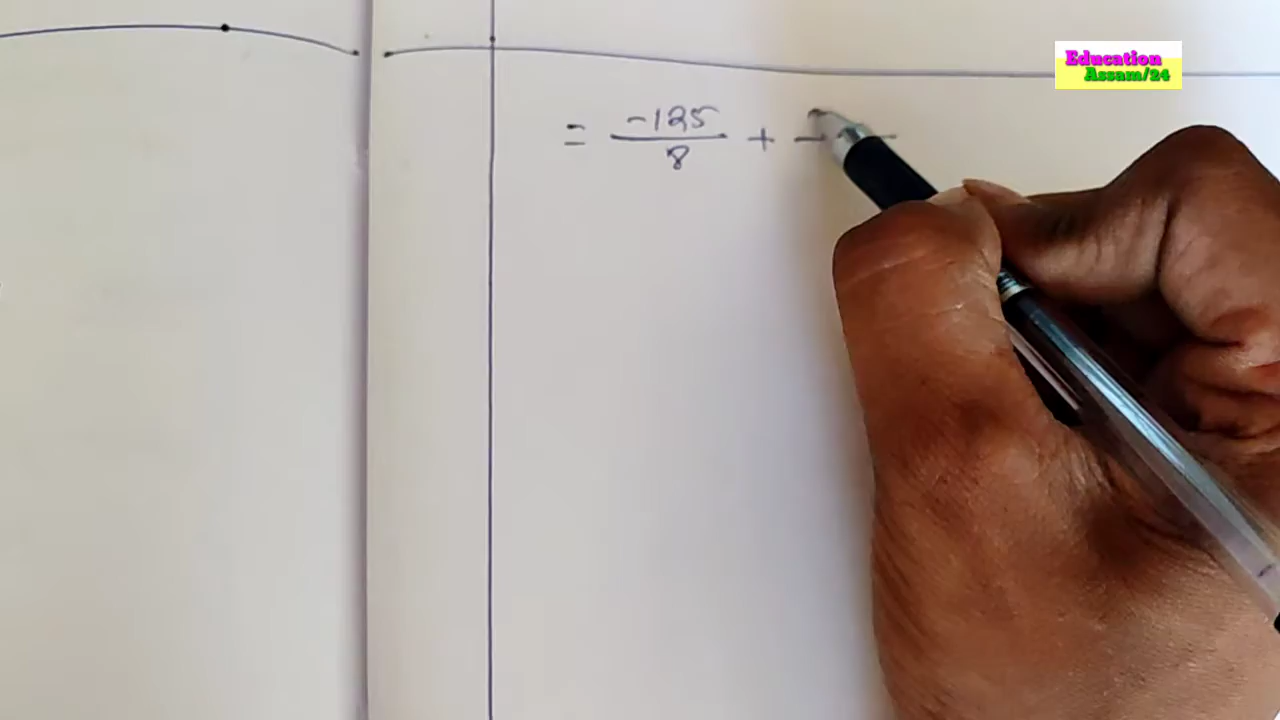 Education
Assam/24
= -125/8 +